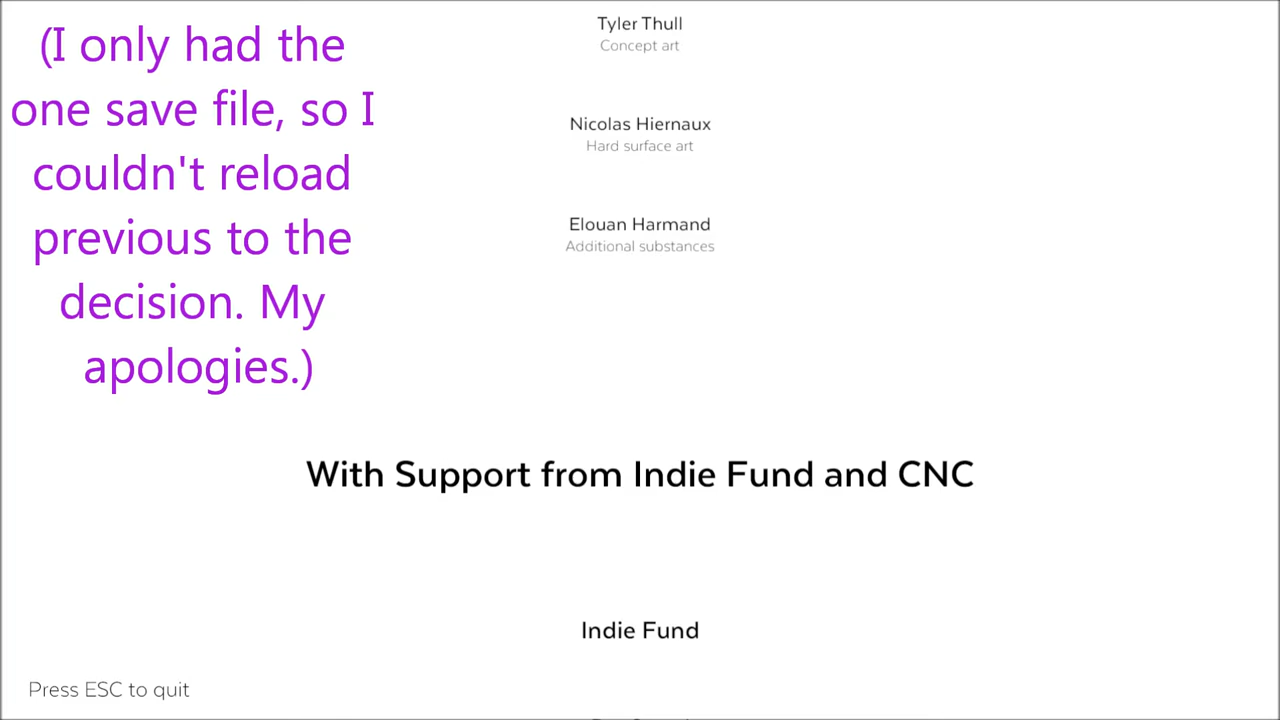 (I only had the
one save file, so I
couldn't reload
previous to the
decision. My
apologies.)
Tyler Thull
Concept art
Nicolas Hiernaux
Hard surface art
Elouan Harmand
Additional substances
With Support from Indie Fund and CNC
Indie Fund
Press ESC to quit